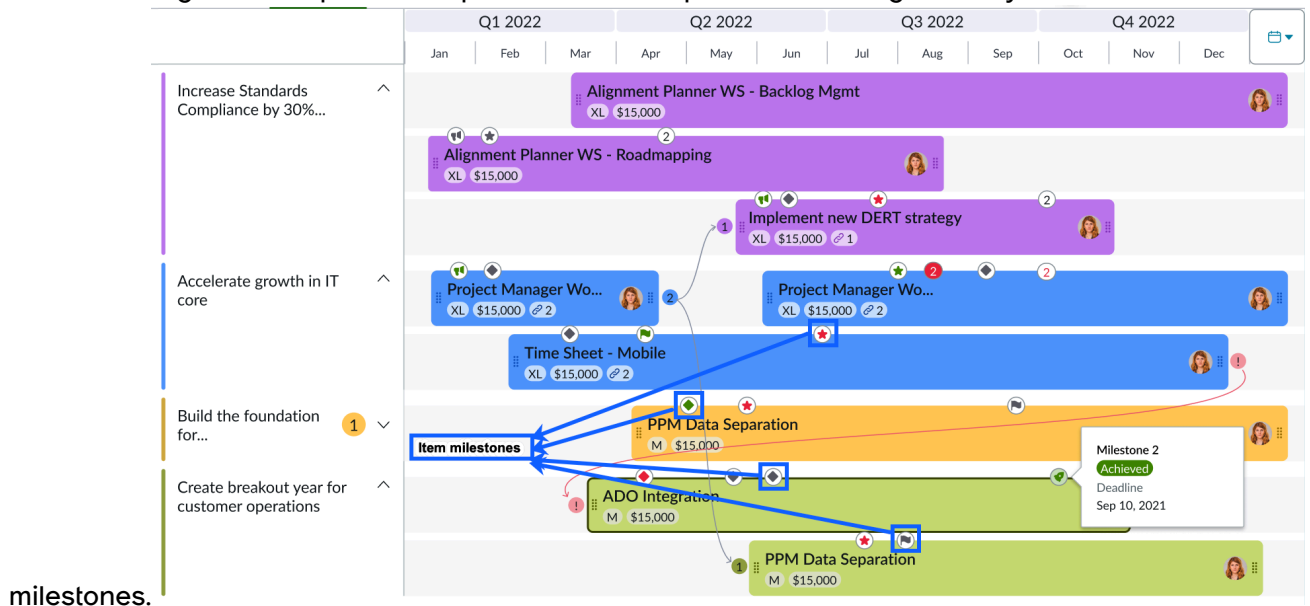 Q1 2022 Q2 2022 Q3 2022 Q4 2022
Jan Feb Mar Apr May Jun Jul Aug Sep Oct Nov Dec
Increase Standards
Compliance by 30%...
Alignment Planner WS - Backlog Mgmt
XL $15,000
2
Alignment Planner WS - Roadmapping
XL $15,000
2
1
Implement new DERT strategy
XL $15,000 1
Accelerate growth in IT
core
2 2
Project Manager Wo...
XL $15,000 2
2
Project Manager Wo...
XL $15,000 2
Time Sheet - Mobile
XL $15,000 2
!
Build the foundation
for...
1
PPM Data Separation
M $15,000
Item milestones
Milestone 2
Achieved
Deadline
Sep 10, 2021
Create breakout year for
customer operations
!
ADO Integration
M $15,000
1
PPM Data Separation
M $15,000
milestones.